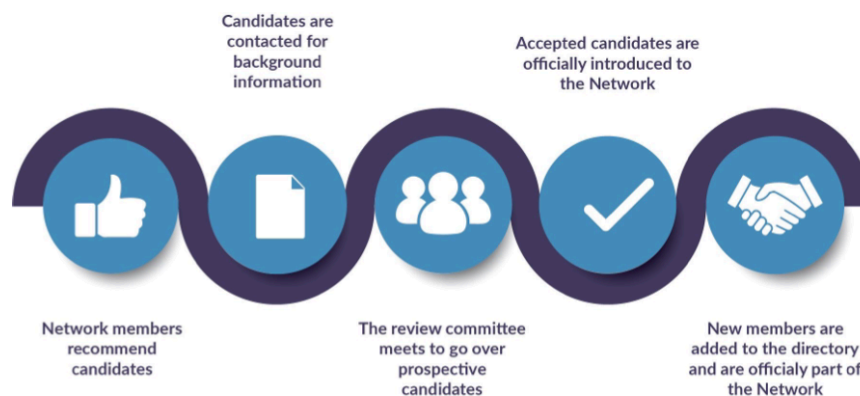 Candidates are
contacted for
background
information
Accepted candidates are
officially introduced to
the Network
Network members
recommend
candidates
The review committee
meets to go over
prospective
candidates
New members are
added to the directory
and are officialy part of
the Network